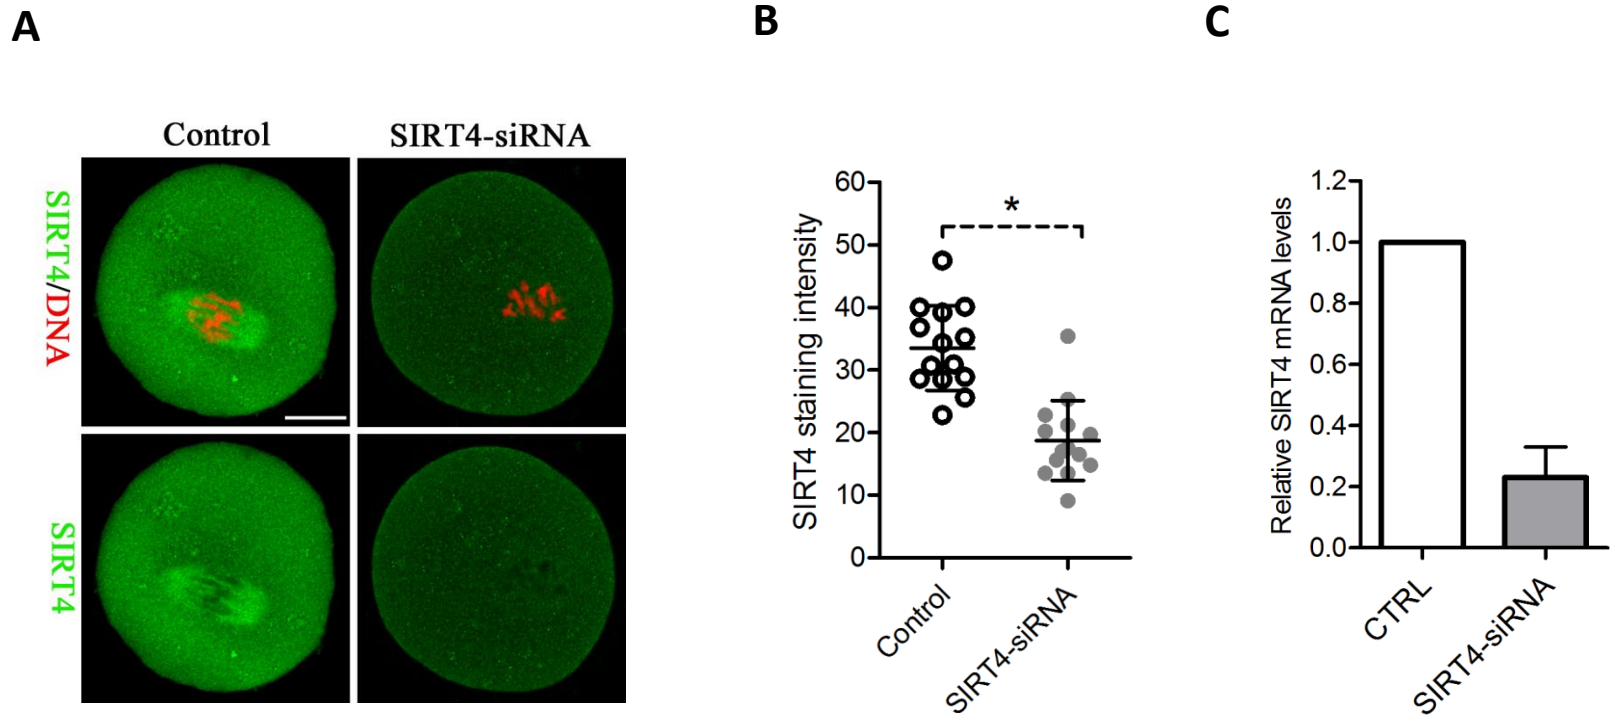 A
Control
SIRT4-siRNA
SIRT4/DNA
SIRT4
B
SIRT4 staining intensity
60
50
40
30
20
10
0
*
Control
SIRT4-siRNA
C
Relative SIRT4 mRNA levels
1.2
1.0
0.8
0.6
0.4
0.2
0.0
CTRL
SIRT4-siRNA